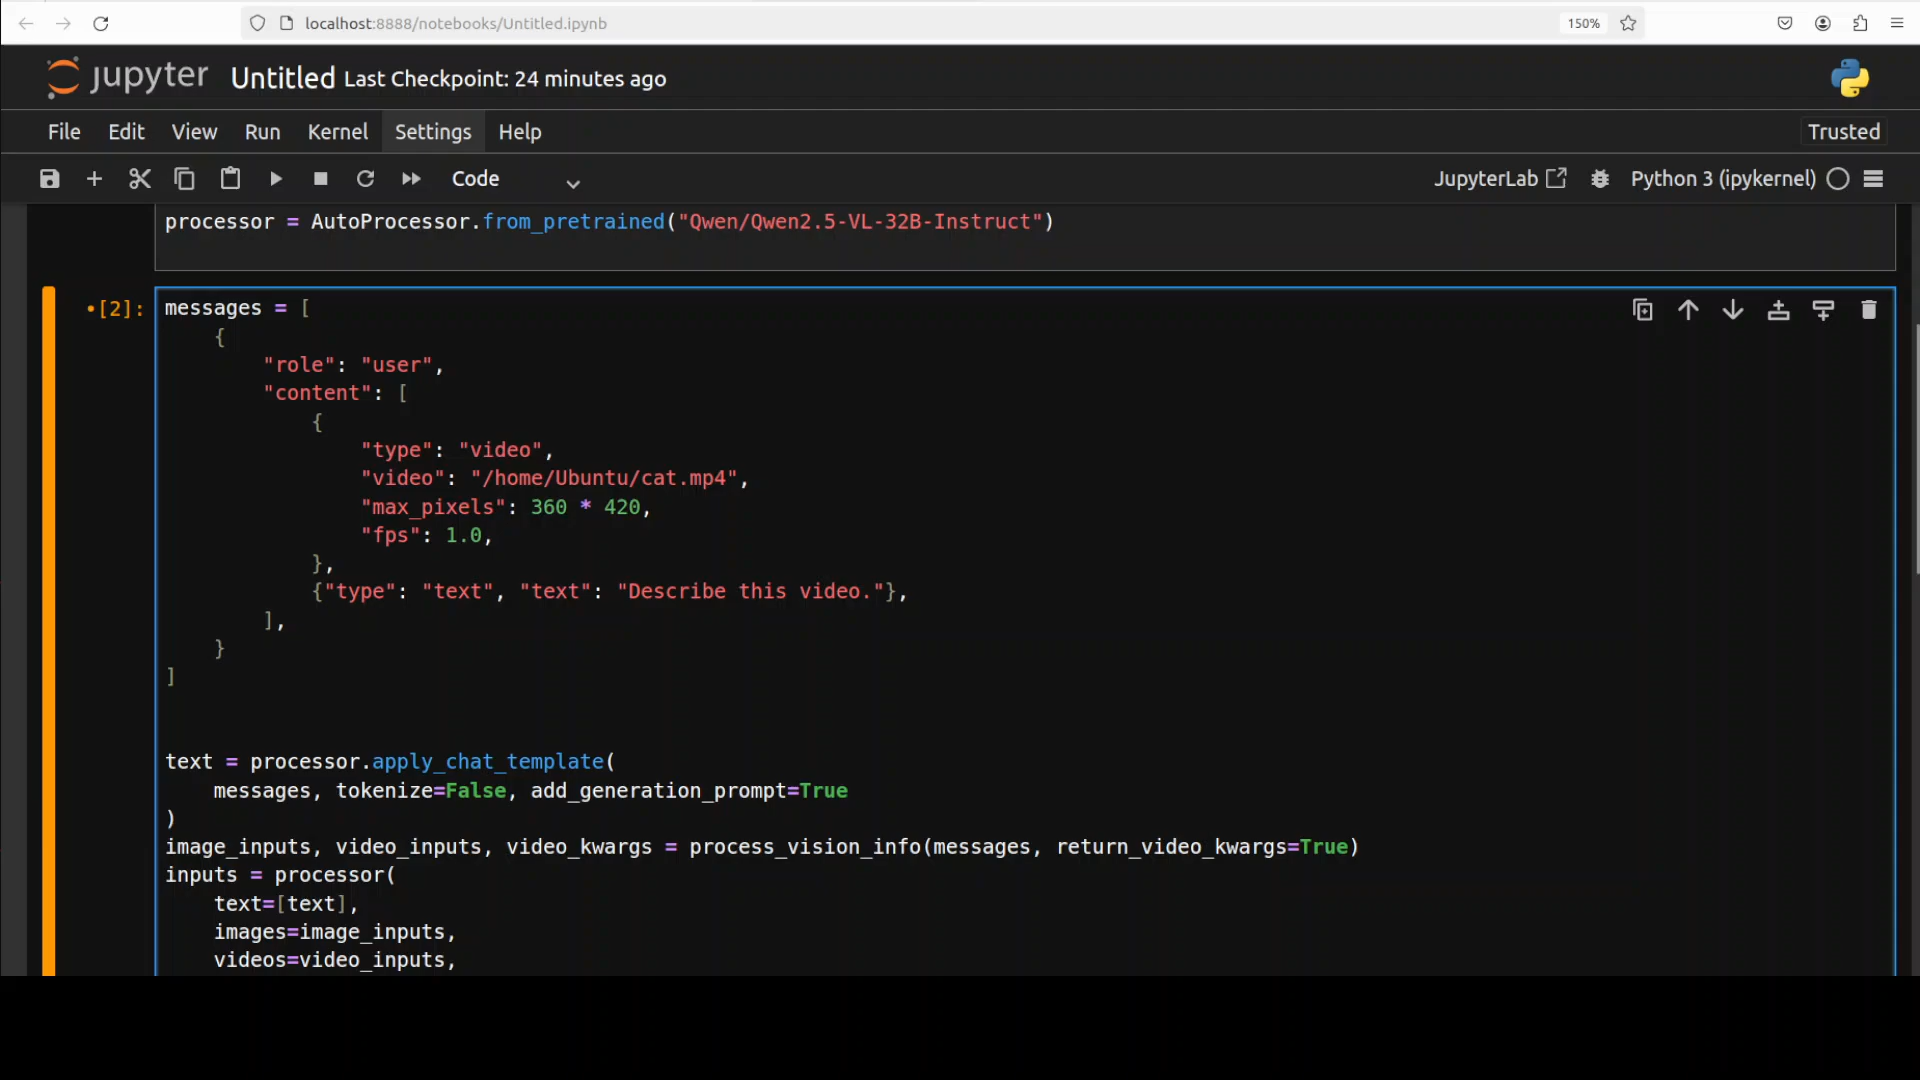 localhost:8888/notebooks/Untitled.ipynb 150%
jupyter Untitled Last Checkpoint: 24 minutes ago
File Edit View Run Kernel Settings Help Trusted
Code JupyterLab Python 3 (ipykernel)
processor = AutoProcessor.from_pretrained("Qwen/Qwen2.5-VL-32B-Instruct")
•[2]: messages = [
    {
        "role": "user",
        "content": [
            {
                "type": "video",
                "video": "/home/Ubuntu/cat.mp4",
                "max_pixels": 360 * 420,
                "fps": 1.0,
            },
            {"type": "text", "text": "Describe this video."},
        ],
    }
]
text = processor.apply_chat_template(
    messages, tokenize=False, add_generation_prompt=True
)
image_inputs, video_inputs, video_kwargs = process_vision_info(messages, return_video_kwargs=True)
inputs = processor(
    text=[text],
    images=image_inputs,
    videos=video_inputs,